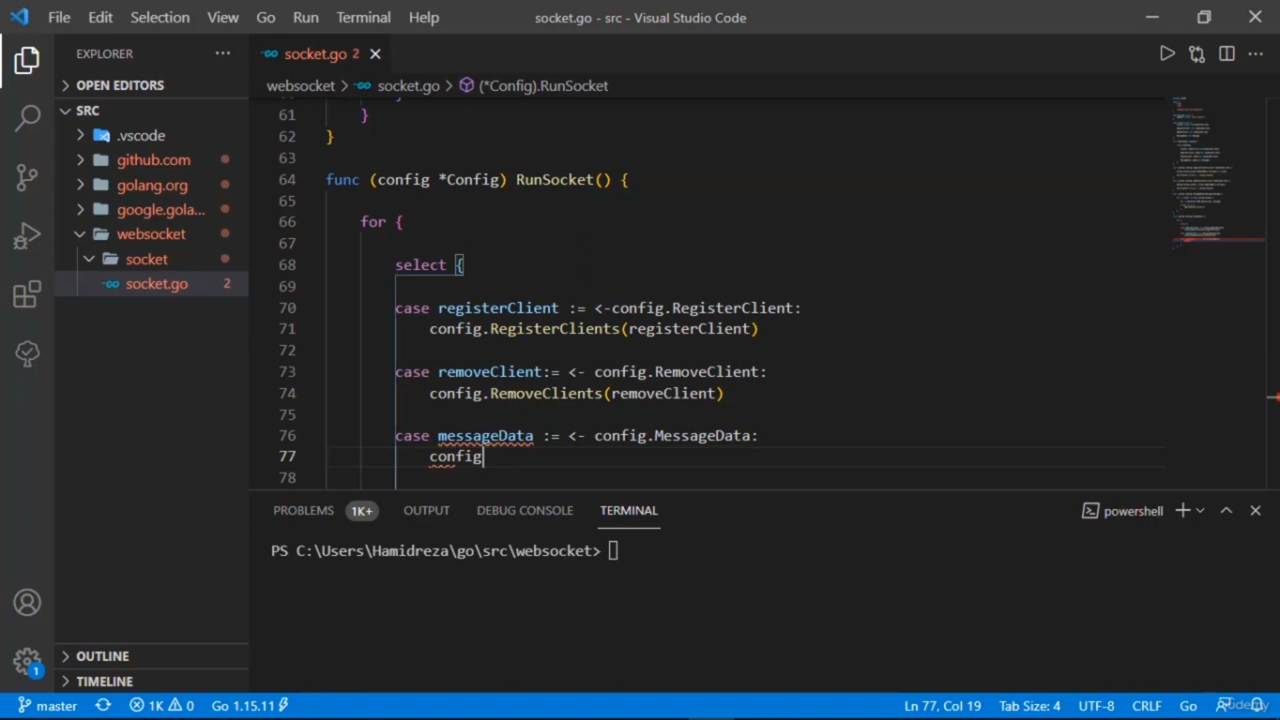 File Edit Selection View Go Run Terminal Help socket.go - src - Visual Studio Code
EXPLORER
socket.go 2
OPEN EDITORS
websocket > socket.go > (*Config).RunSocket
SRC
.vscode
github.com
golang.org
google.gola...
websocket
socket
socket.go 2
61 }
62 }
63
64 func (config *Config) RunSocket() {
65
66 for {
67
68 select {
69
70 case registerClient := <-config.RegisterClient:
71 config.RegisterClients(registerClient)
72
73 case removeClient:= <- config.RemoveClient:
74 config.RemoveClients(removeClient)
75
76 case messageData := <- config.MessageData:
77 config
78
PROBLEMS 1K+ OUTPUT DEBUG CONSOLE TERMINAL powershell
PS C:\Users\Hamidreza\go\src\websocket>
OUTLINE
TIMELINE
1
master 1K 0 Go 1.15.11 Ln 77, Col 19 Tab Size: 4 UTF-8 CRLF Go